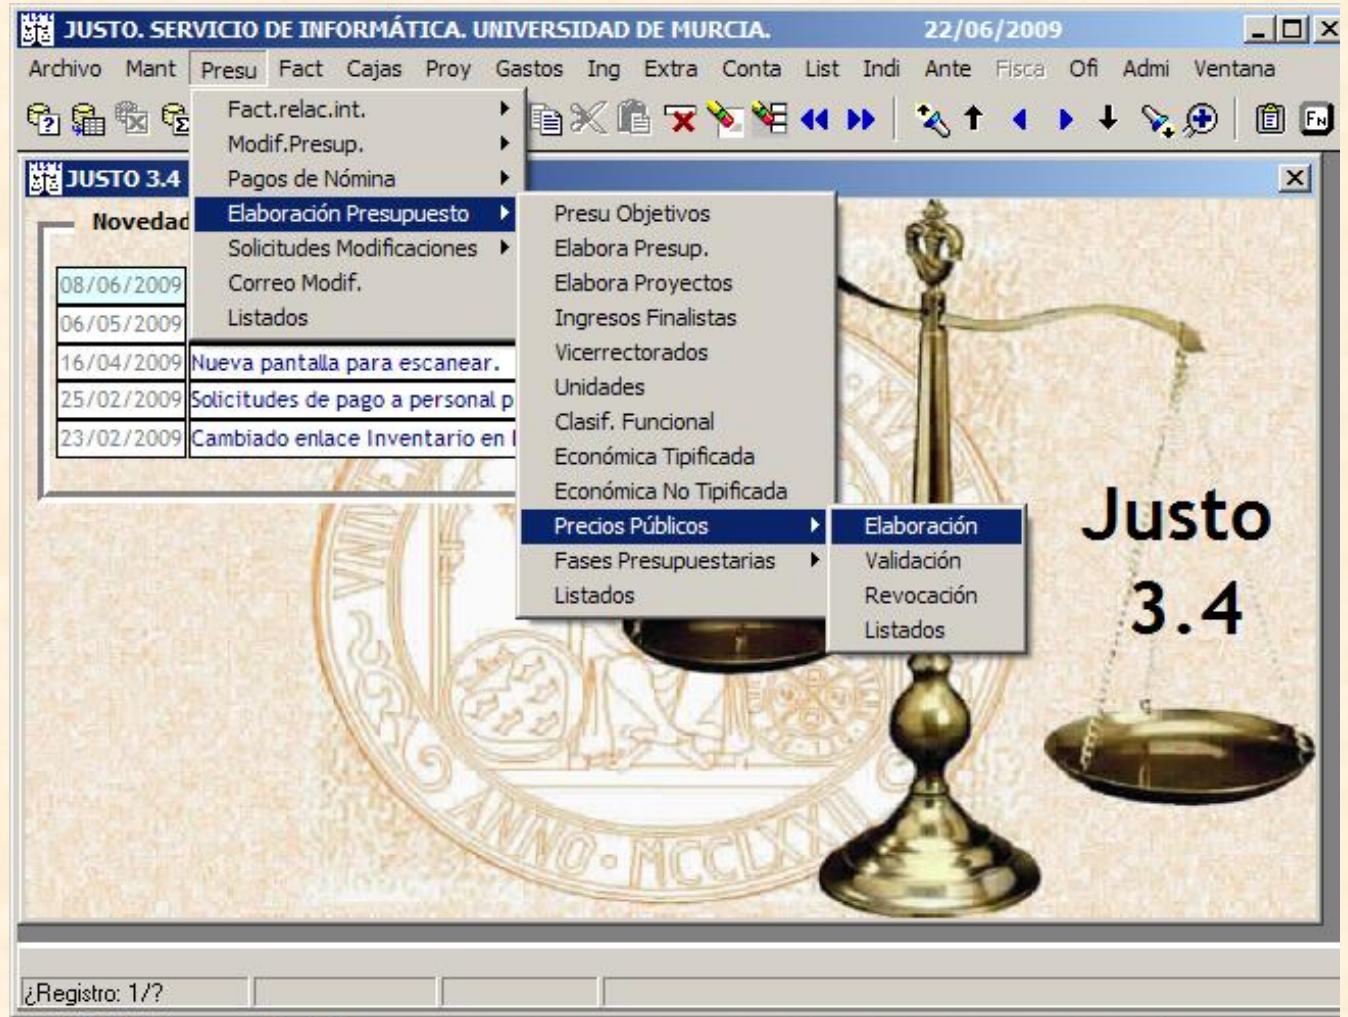 JUSTO. SERVICIO DE INFORMÁTICA. UNIVERSIDAD DE MURCIA. 22/06/2009
Archivo Mant Presu Fact Cajas Proy Gastos Ing Extra Conta List Indi Ante Fisca Ofi Admi Ventana
Fact.relac.int.
Modif.Presup.
Pagos de Nómina
Elaboración Presupuesto
Solicitudes Modificaciones
Correo Modif.
Listados
JUSTO 3.4
Novedad
08/06/2009
06/05/2009
16/04/2009 Nueva pantalla para escanear.
25/02/2009 Solicitudes de pago a personal p
23/02/2009 Cambiado enlace Inventario en
Presu Objetivos
Elabora Presup.
Elabora Proyectos
Ingresos Finalistas
Vicerrectorados
Unidades
Clasif. Funcional
Económica Tipificada
Económica No Tipificada
Precios Públicos
Fases Presupuestarias
Listados
Elaboración
Validación
Revocación
Listados
Justo
3.4
ANNO · MCCLXXII
¿Registro: 1/?